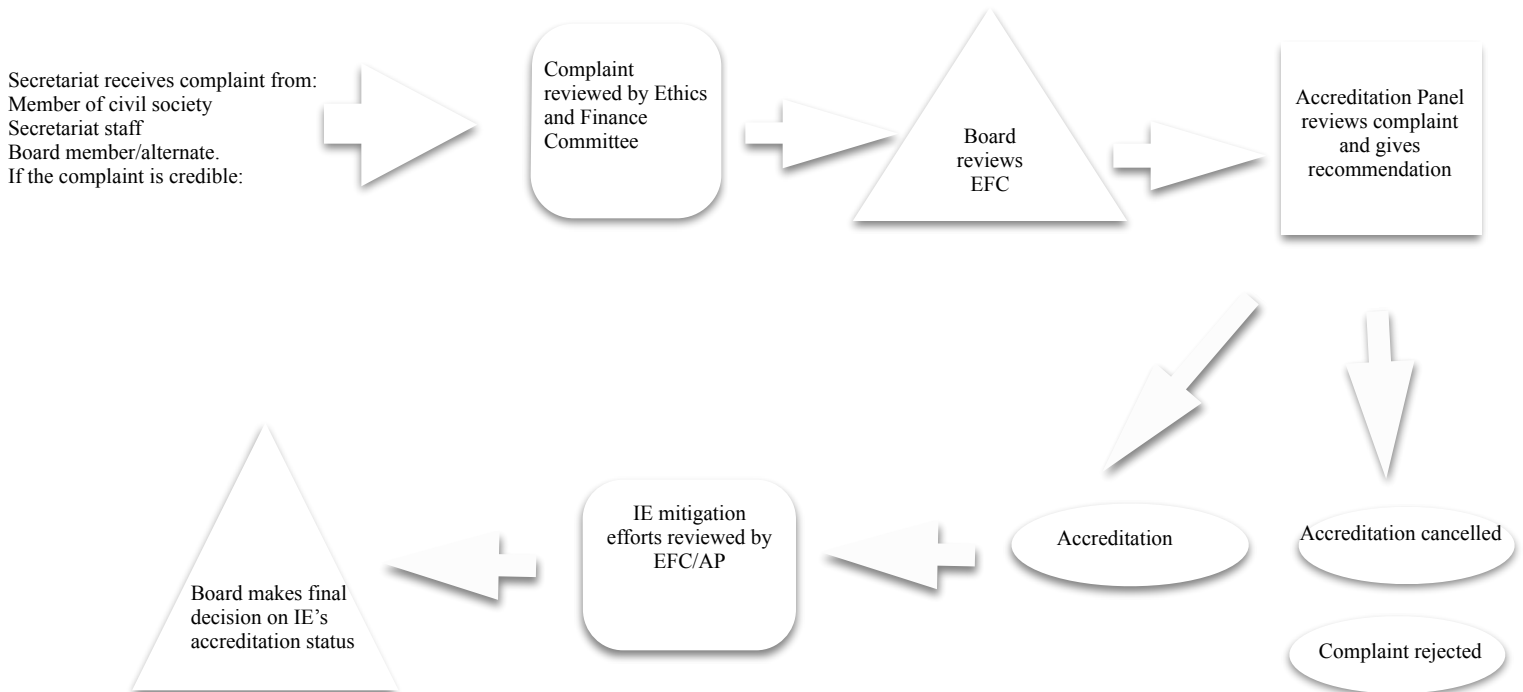 Secretariat receives complaint from:
Member of civil society
Secretariat staff
Board member/alternate.
If the complaint is credible:
Complaint
reviewed by Ethics
and Finance
Committee
Board
reviews
EFC
Accreditation Panel
reviews complaint
and gives
recommendation
Accreditation
Accreditation cancelled
Complaint rejected
IE mitigation
efforts reviewed by
EFC/AP
Board makes final
decision on IE’s
accreditation status